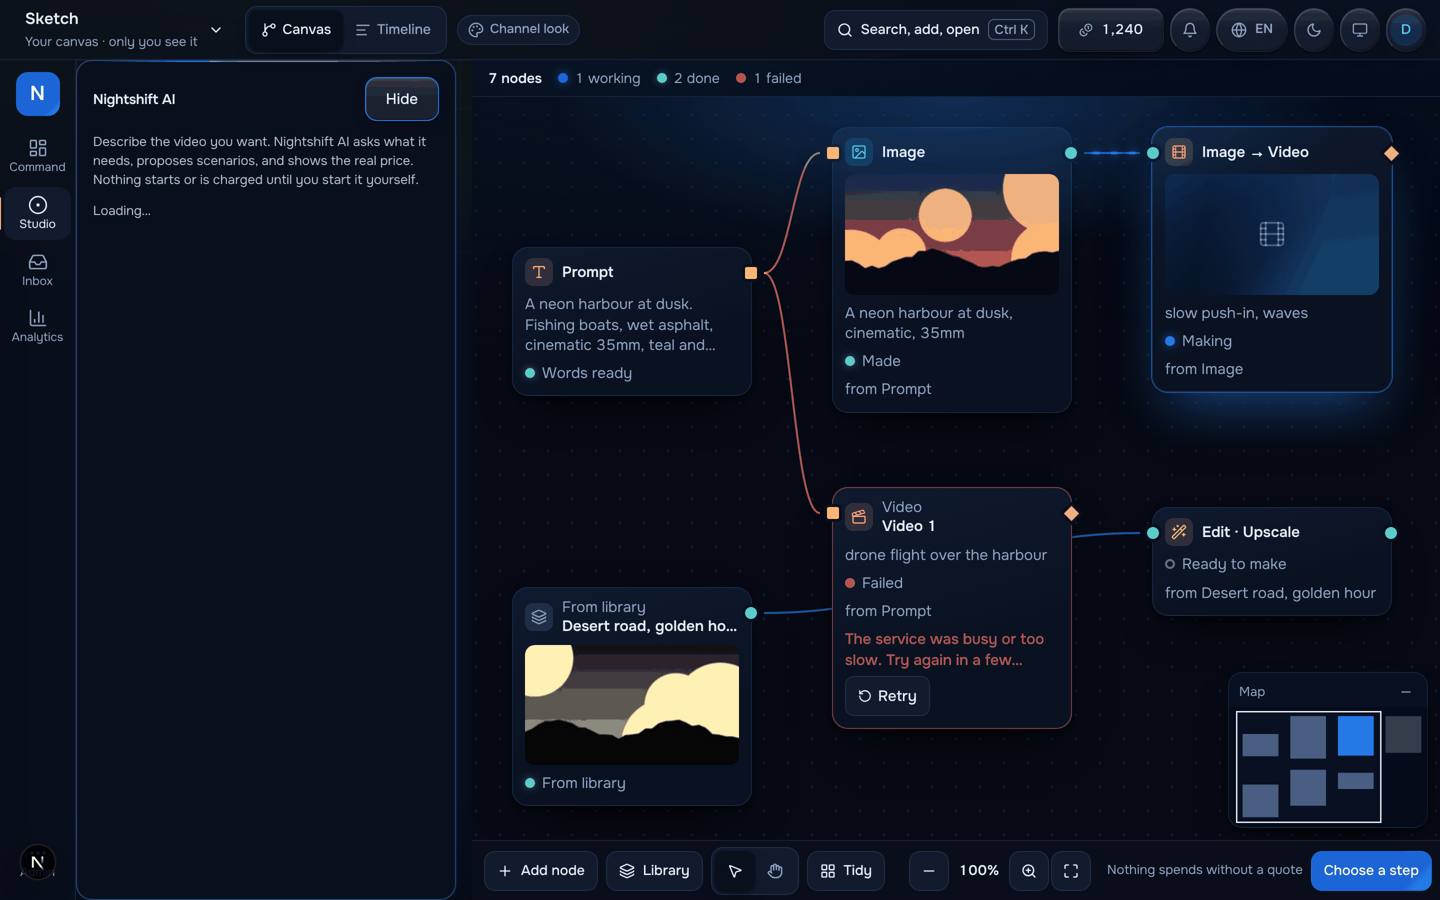 Sketch
Your canvas · only you see it
Canvas
Timeline
Channel look
Search, add, open
Ctrl K
1,240
EN
D
N
Command
Studio
Inbox
Analytics
N
Nightshift AI
Hide
Describe the video you want. Nightshift AI asks what it
needs, proposes scenarios, and shows the real price.
Nothing starts or is charged until you start it yourself.
Loading...
7 nodes
1 working
2 done
1 failed
Prompt
A neon harbour at dusk.
Fishing boats, wet asphalt,
cinematic 35mm, teal and...
Words ready
Image
A neon harbour at dusk,
cinematic, 35mm
Made
from Prompt
Image → Video
slow push-in, waves
Making
from Image
From library
Desert road, golden ho...
From library
Video
Video 1
drone flight over the harbour
Failed
from Prompt
The service was busy or too
slow. Try again in a few...
Retry
Edit · Upscale
Ready to make
from Desert road, golden hour
Map
Add node
Library
Tidy
100%
Nothing spends without a quote
Choose a step